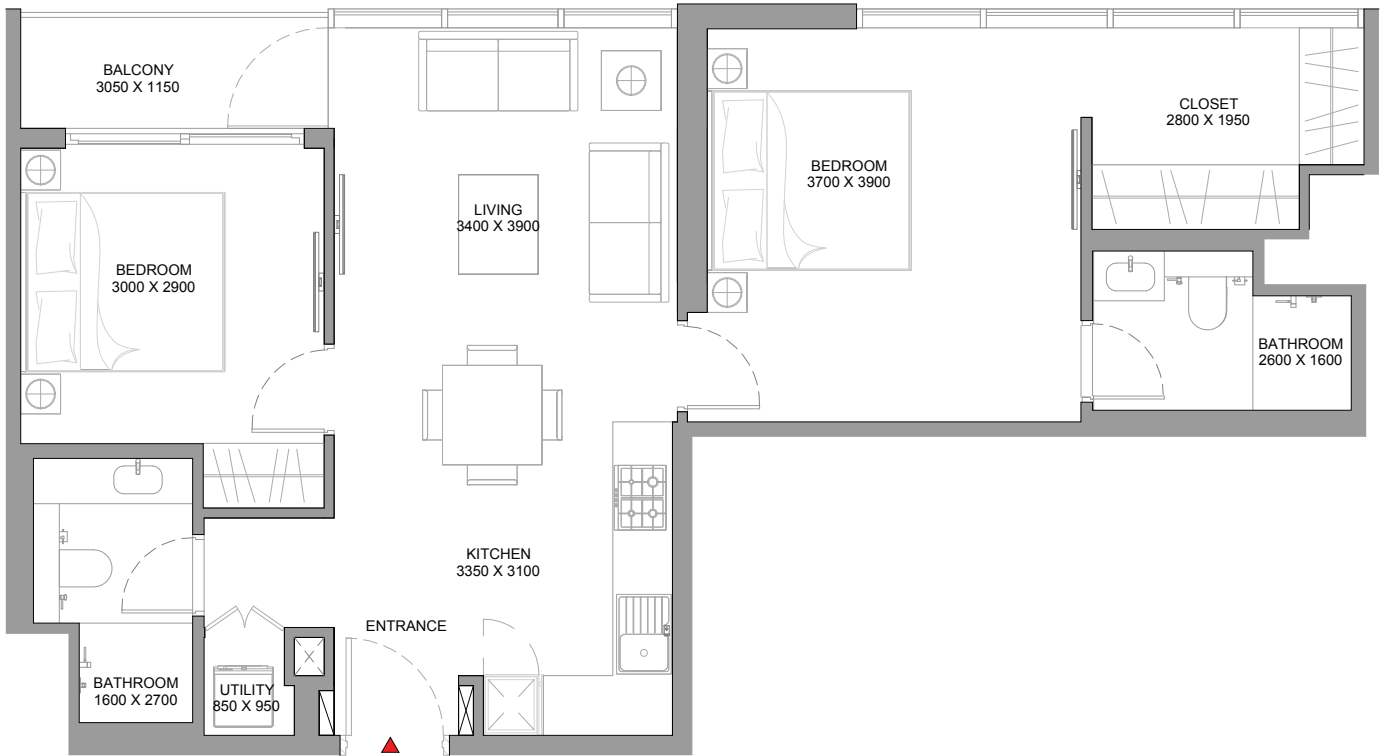 BALCONY
3050 X 1150
CLOSET
2800 X 1950
BEDROOM
3700 X 3900
LIVING
3400 X 3900
BEDROOM
3000 X 2900
BATHROOM
2600 X 1600
KITCHEN
3350 X 3100
ENTRANCE
BATHROOM
1600 X 2700
UTILITY
850 X 950